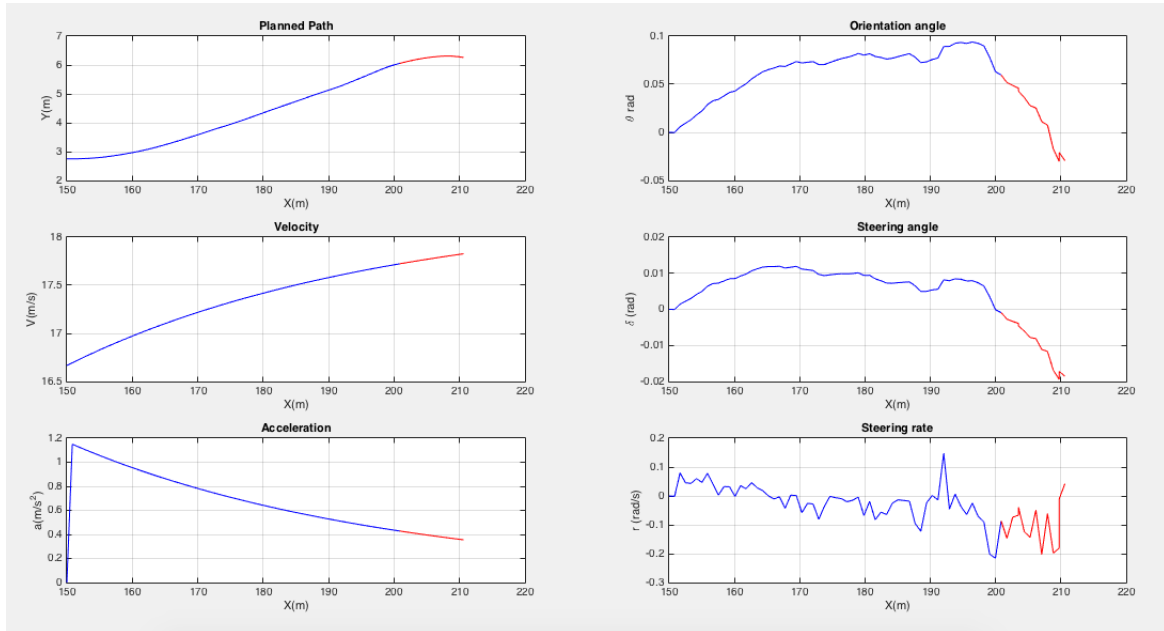 Planned Path
7
6
5
4
3
2
Y(m)
150 160 170 180 190 200 210 220
X(m)
Orientation angle
0.1
0.05
0
-0.05
θ rad
150 160 170 180 190 200 210 220
X(m)
Velocity
18
17.5
17
16.5
V(m/s)
150 160 170 180 190 200 210 220
X(m)
Steering angle
0.02
0.01
0
-0.01
-0.02
δ (rad)
150 160 170 180 190 200 210 220
X(m)
Acceleration
1.2
1
0.8
0.6
0.4
0.2
0
a(m/s²)
150 160 170 180 190 200 210 220
X(m)
Steering rate
0.2
0.1
0
-0.1
-0.2
-0.3
r (rad/s)
150 160 170 180 190 200 210 220
X(m)